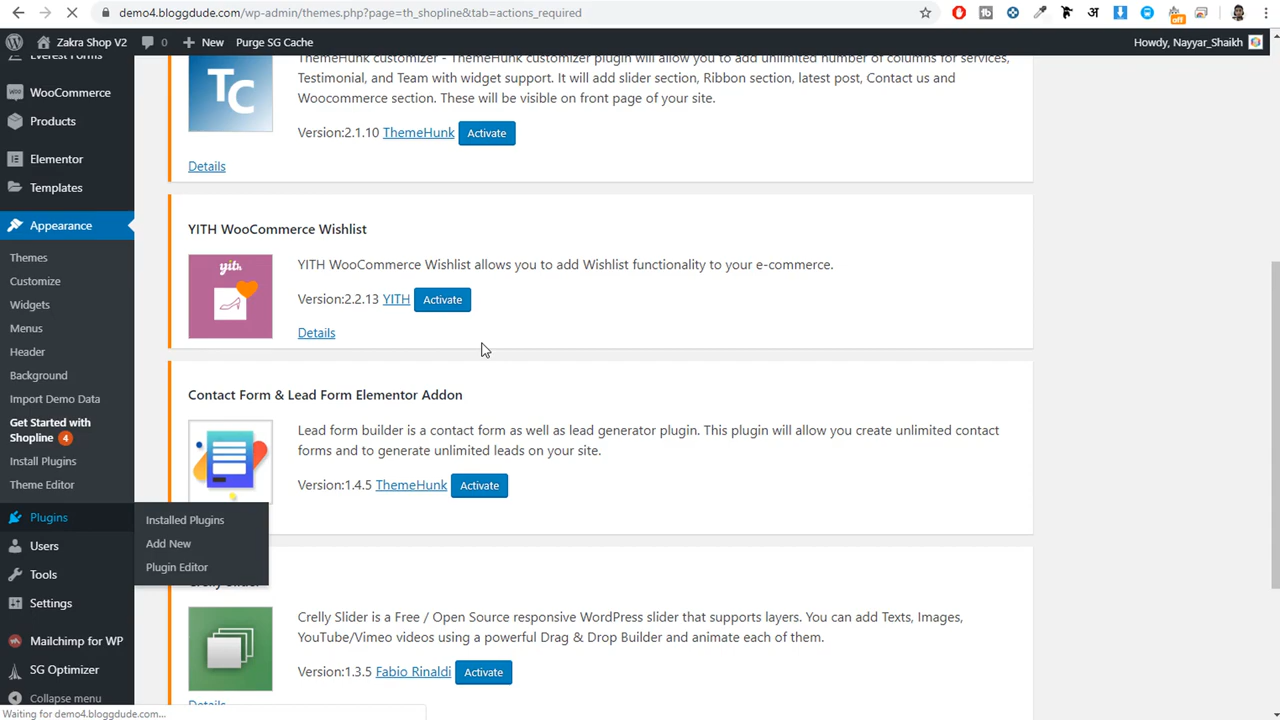 demo4.bloggdude.com/wp-admin/themes.php?page=th_shopline&tab=actions_required
Zakra Shop V2
0
New
Purge SG Cache
Howdy, Nayyar_Shaikh
Everest Forms
WooCommerce
Products
Elementor
Templates
Appearance
Themes
Customize
Widgets
Menus
Header
Background
Import Demo Data
Get Started with
Shopline 4
Install Plugins
Theme Editor
Plugins
Users
Tools
Settings
Mailchimp for WP
SG Optimizer
Collapse menu
Installed Plugins
Add New
Plugin Editor
TC
ThemeHunk customizer - ThemeHunk customizer plugin will allow you to add unlimited number of columns for services,
Testimonial, and Team with widget support. It will add slider section, Ribbon section, latest post, Contact us and
Woocommerce section. These will be visible on front page of your site.
Version:2.1.10 ThemeHunk Activate
Details
YITH WooCommerce Wishlist
yith
YITH WooCommerce Wishlist allows you to add Wishlist functionality to your e-commerce.
Version:2.2.13 YITH Activate
Details
Contact Form & Lead Form Elementor Addon
Lead form builder is a contact form as well as lead generator plugin. This plugin will allow you create unlimited contact
forms and to generate unlimited leads on your site.
Version:1.4.5 ThemeHunk Activate
Crelly Slider
Crelly Slider is a Free / Open Source responsive WordPress slider that supports layers. You can add Texts, Images,
YouTube/Vimeo videos using a powerful Drag & Drop Builder and animate each of them.
Version:1.3.5 Fabio Rinaldi Activate
Details
Waiting for demo4.bloggdude.com...
off
अ